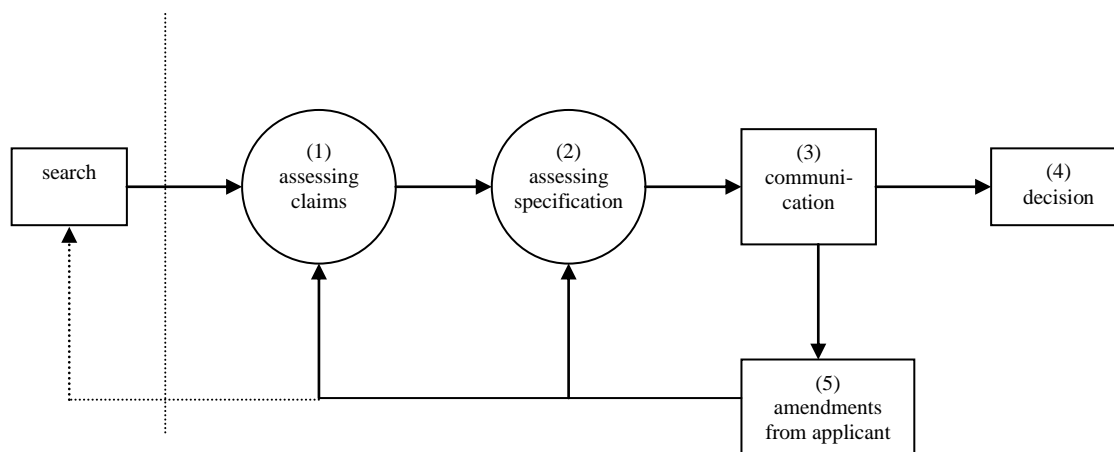 search
(1)
assessing
claims
(2)
assessing
specification
(3)
communi-
cation
(4)
decision
(5)
amendments
from applicant